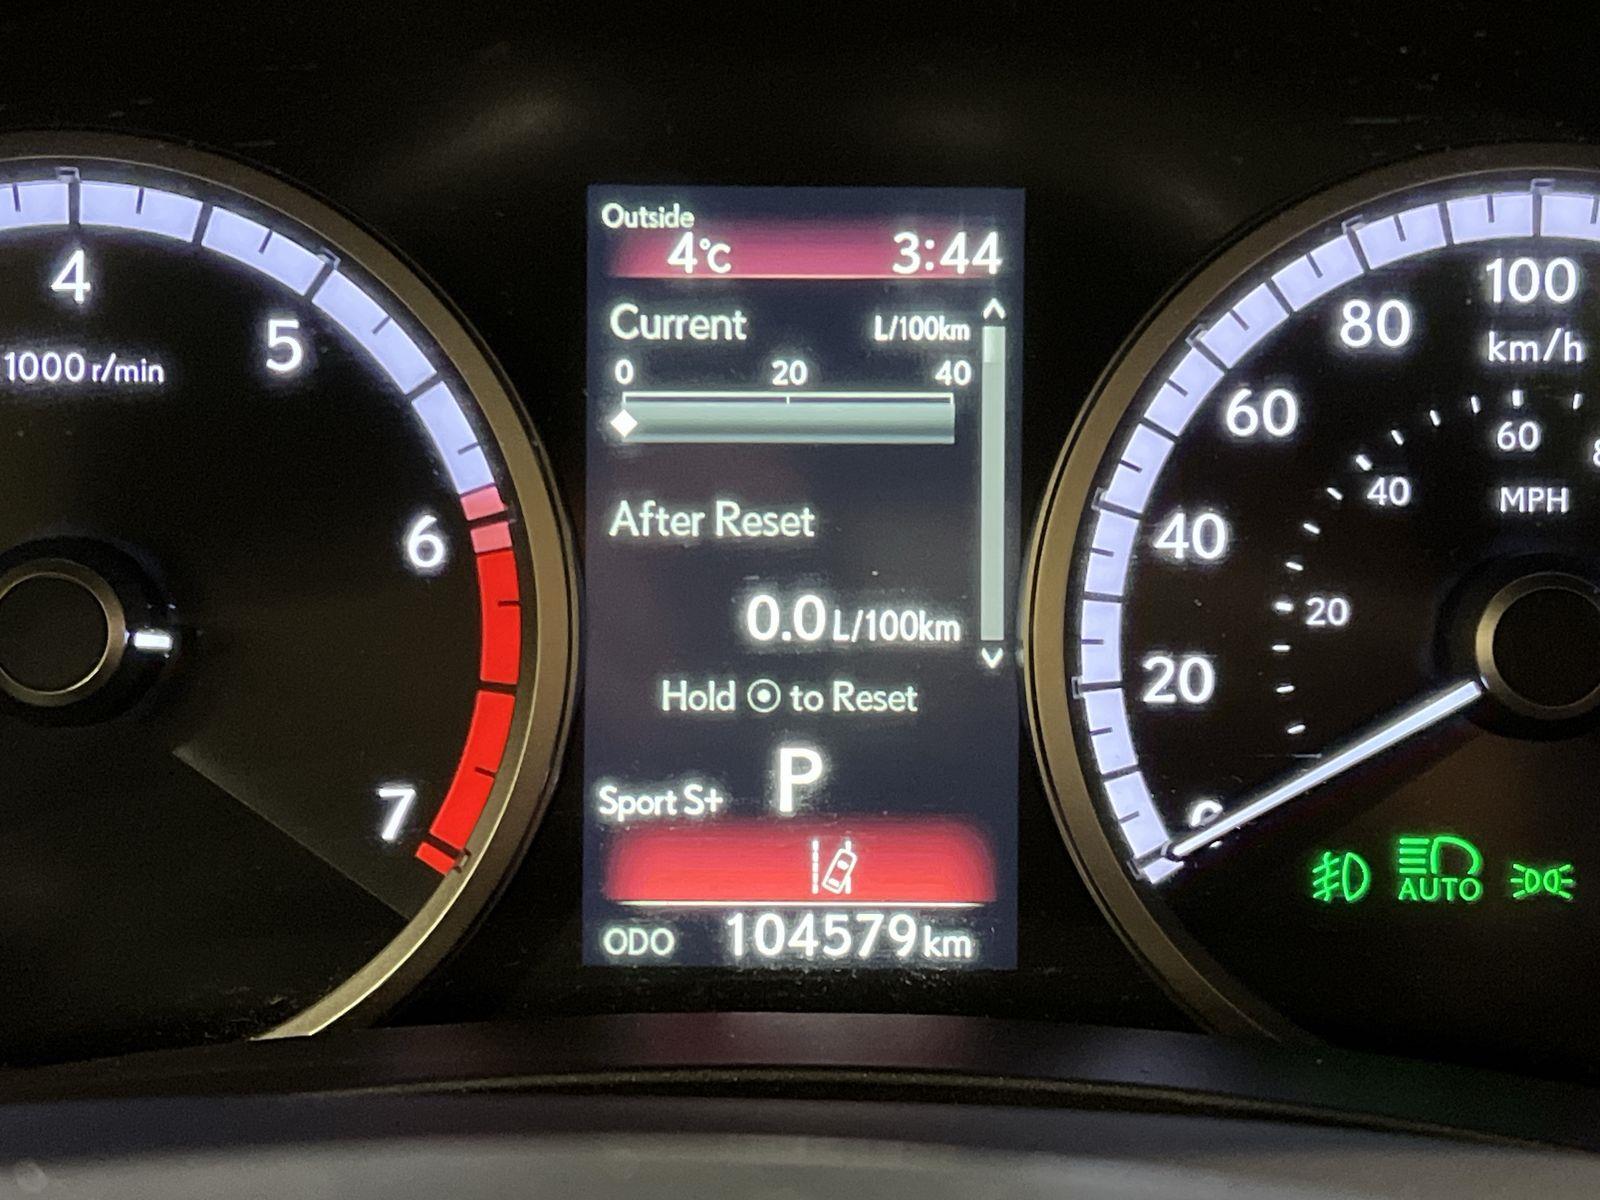 4
5
1000 r/min
6
7
Outside
4°C 3:44
Current L/100km
0 20 40
After Reset
0.0 L/100km
Hold ⦿ to Reset
P
Sport S+
ODO 104579 km
100
80
km/h
60
60
40
MPH
40
20
20
0
AUTO